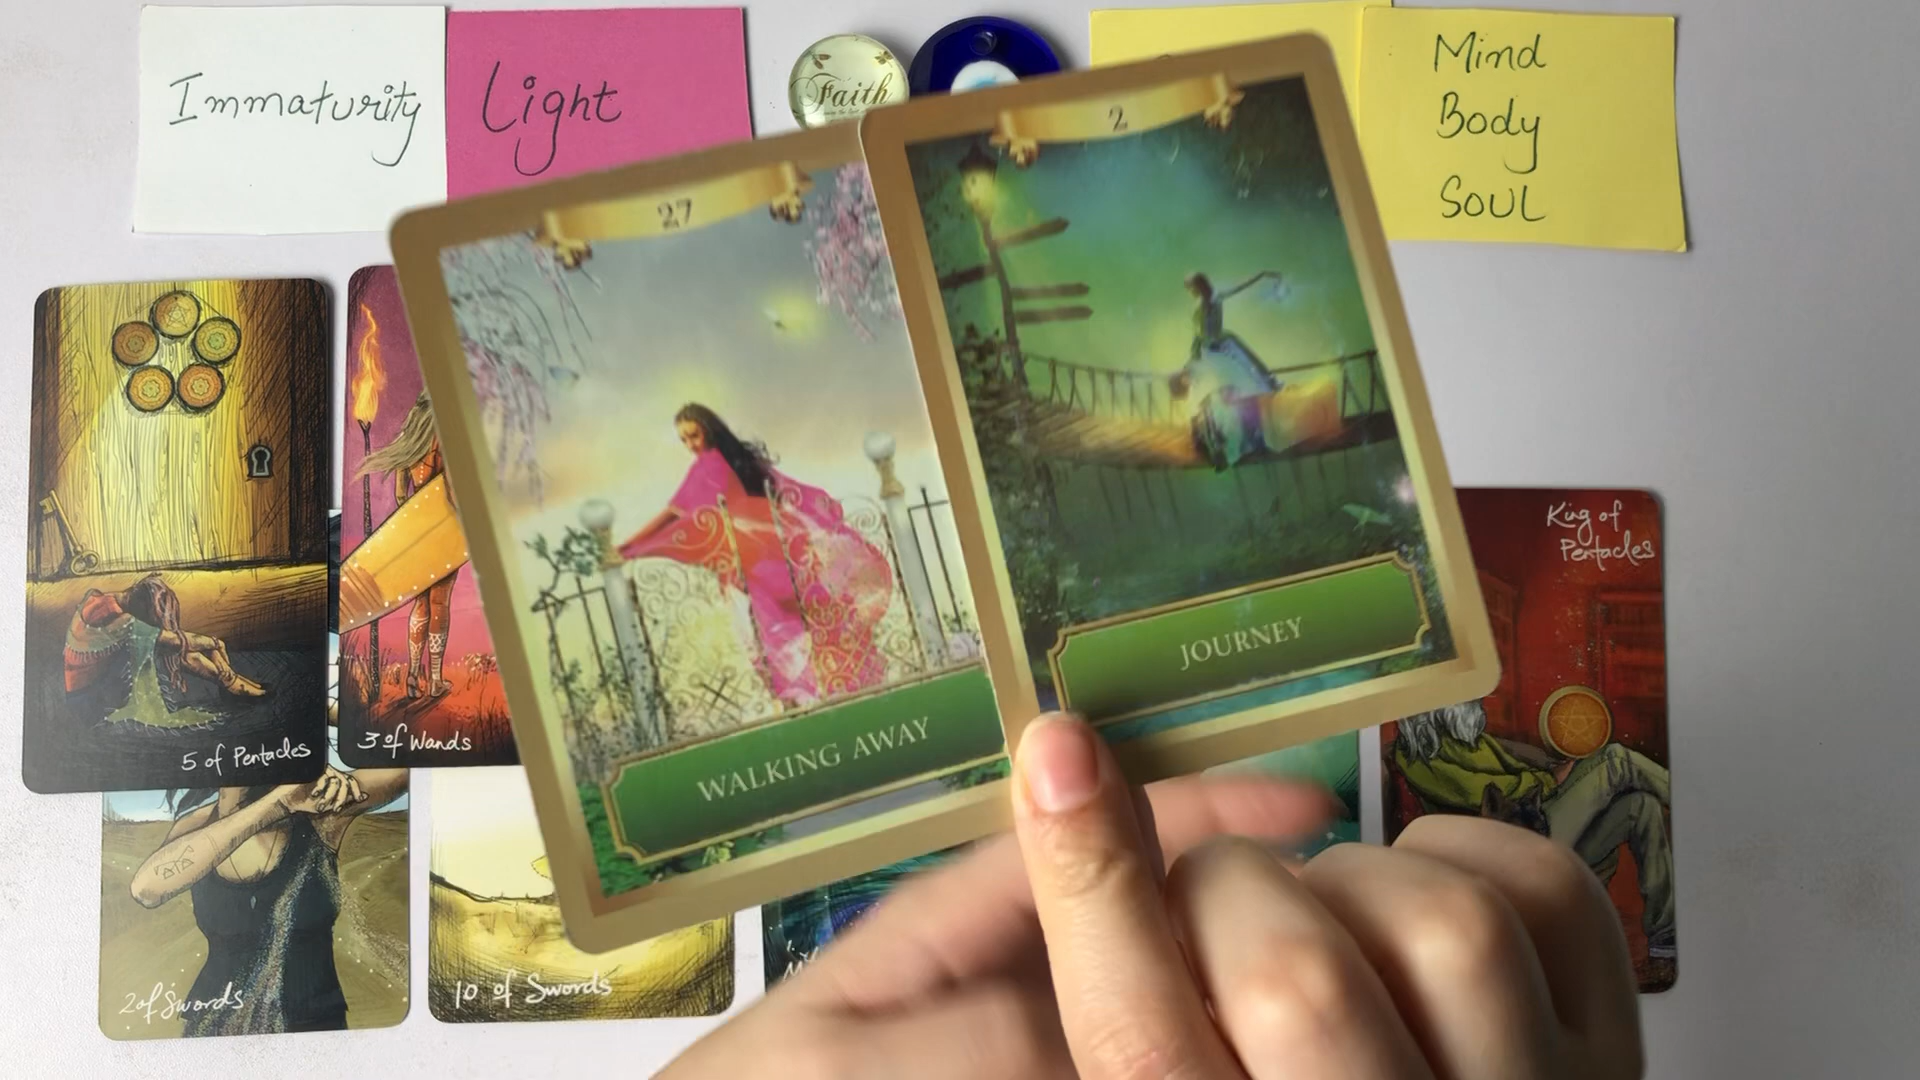 Immaturity
Light
Faith
Mind
Body
SOUL
27
2
WALKING AWAY
JOURNEY
5 of Pentacles
3 of Wands
King of
Pentacles
2 of Swords
10 of Swords